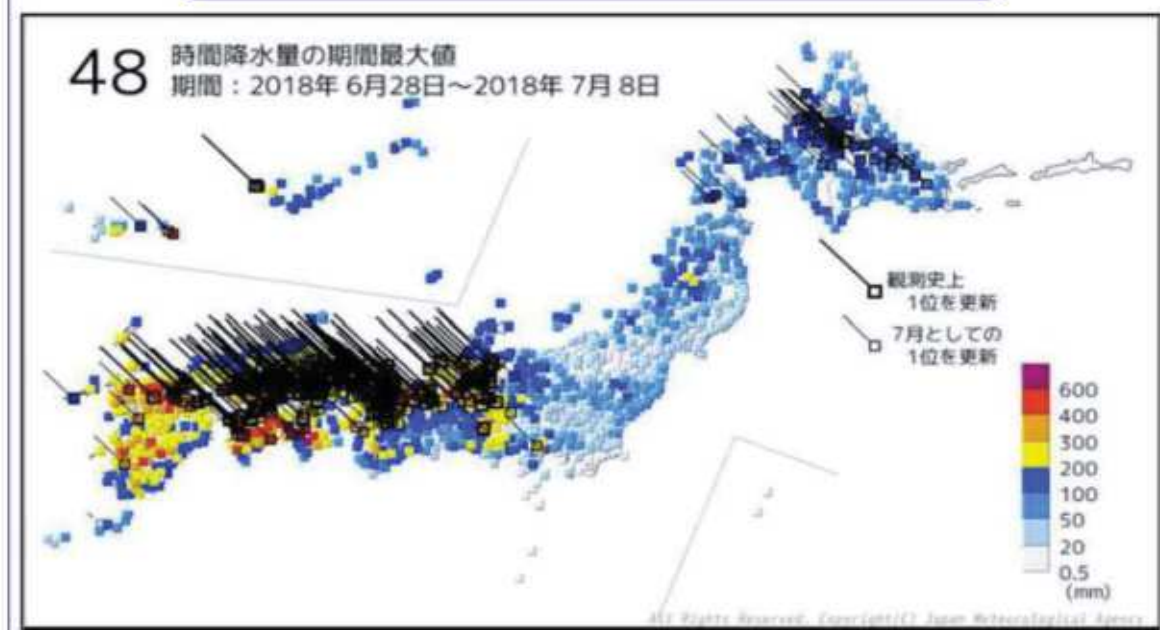 48
時間降水量の期間最大値
期間：2018年 6月28日～2018年 7月 8日
観測史上
1位を更新
7月としての
1位を更新
600
400
300
200
100
50
20
0.5
(mm)
All Rights Reserved. Copyright(C) Japan Meteorological Agency